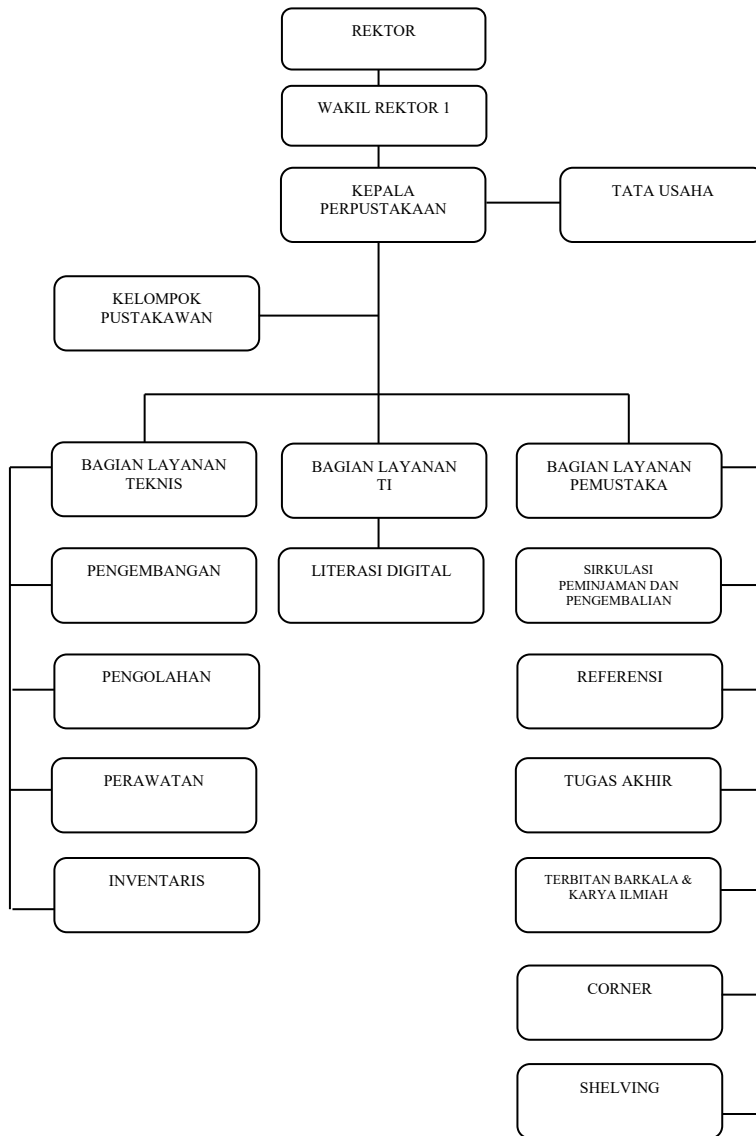 REKTOR
WAKIL REKTOR 1
KEPALA
PERPUSTAKAAN
TATA USAHA
KELOMPOK
PUSTAKAWAN
BAGIAN LAYANAN
TEKNIS
BAGIAN LAYANAN
TI
BAGIAN LAYANAN
PEMUSTAKA
PENGEMBANGAN
LITERASI DIGITAL
SIRKULASI
PEMINJAMAN DAN
PENGEMBALIAN
PENGOLAHAN
REFERENSI
PERAWATAN
TUGAS AKHIR
INVENTARIS
TERBITAN BARKALA &
KARYA ILMIAH
CORNER
SHELVING